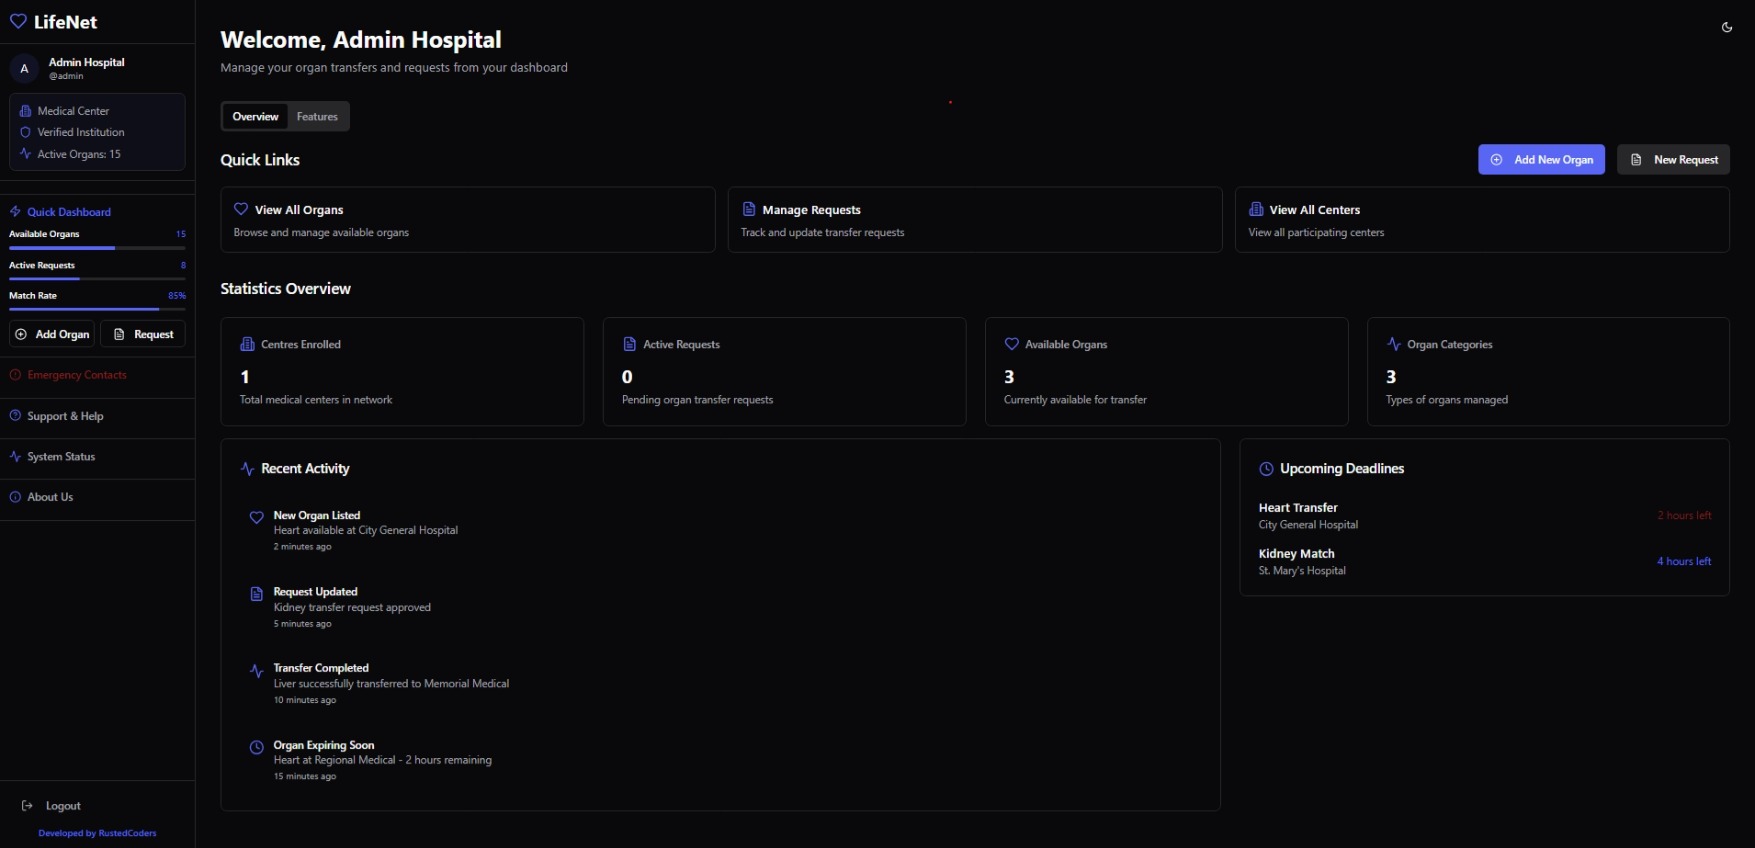 LifeNet
A
Admin Hospital
@admin
Medical Center
Verified Institution
Active Organs: 15
Quick Dashboard
Available Organs 15
Active Requests 8
Match Rate 85%
Add Organ Request
Emergency Contacts
Support & Help
System Status
About Us
Logout
Developed by RustedCoders
Welcome, Admin Hospital
Manage your organ transfers and requests from your dashboard
Overview Features
Quick Links
Add New Organ New Request
View All Organs
Browse and manage available organs
Manage Requests
Track and update transfer requests
View All Centers
View all participating centers
Statistics Overview
Centres Enrolled
1
Total medical centers in network
Active Requests
0
Pending organ transfer requests
Available Organs
3
Currently available for transfer
Organ Categories
3
Types of organs managed
Recent Activity
New Organ Listed
Heart available at City General Hospital
2 minutes ago
Request Updated
Kidney transfer request approved
5 minutes ago
Transfer Completed
Liver successfully transferred to Memorial Medical
10 minutes ago
Organ Expiring Soon
Heart at Regional Medical - 2 hours remaining
15 minutes ago
Upcoming Deadlines
Heart Transfer
City General Hospital
2 hours left
Kidney Match
St. Mary's Hospital
4 hours left